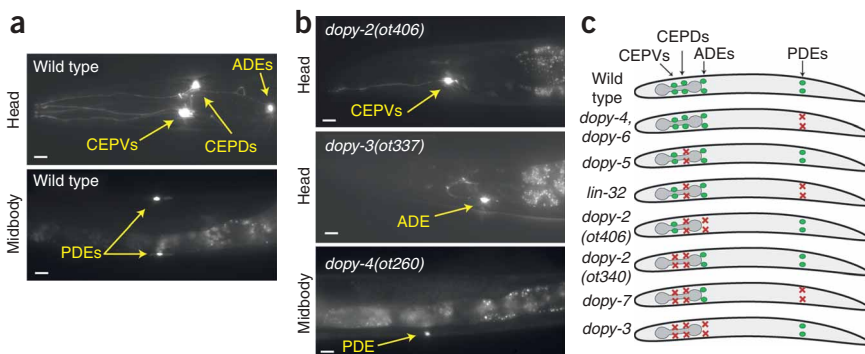 a
Wild type
ADEs
Head
CEPVs
CEPDs
Wild type
Midbody
PDEs
b
dopy-2(ot406)
Head
CEPVs
dopy-3(ot337)
Head
ADE
dopy-4(ot260)
Midbody
PDE
c
CEPDs
CEPVs
ADEs
PDEs
Wild
type
dopy-4,
dopy-6
dopy-5
lin-32
dopy-2
(ot406)
dopy-2
(ot340)
dopy-7
dopy-3